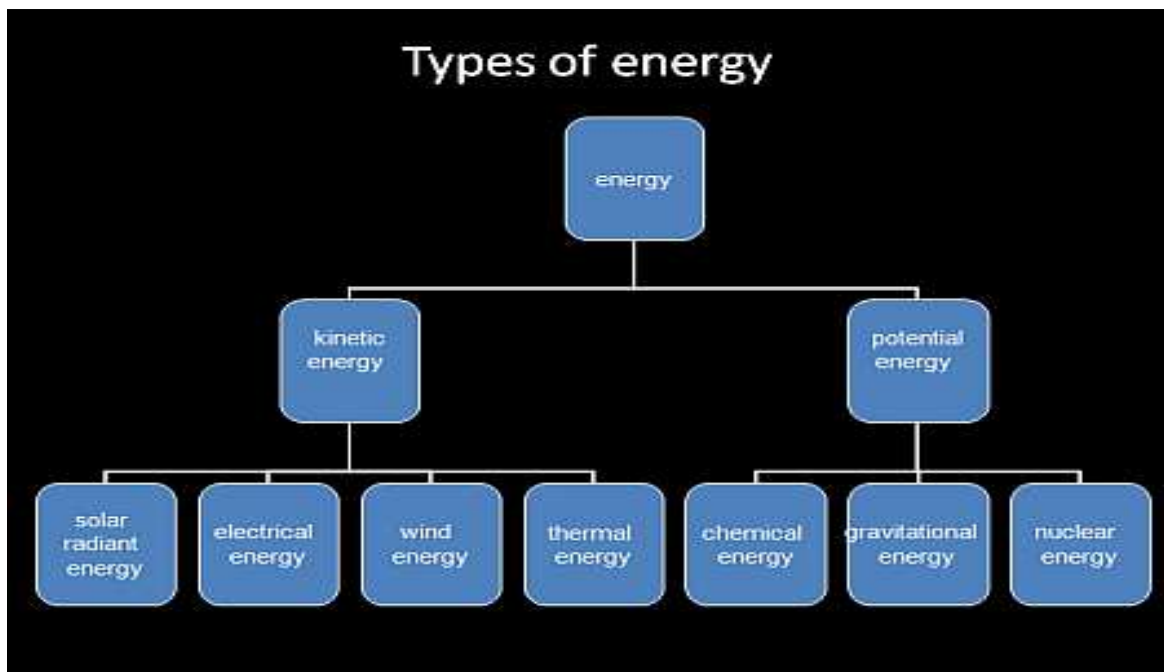 Types of energy
energy
kinetic
energy
potential
energy
solar
radiant
energy
electrical
energy
wind
energy
thermal
energy
chemical
energy
gravitational
energy
nuclear
energy